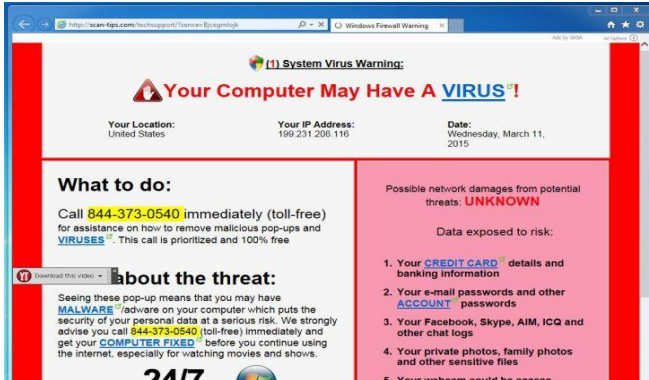 http://scan-tips.com/techsupport/?sence=Bjcegmlojk
Windows Firewall Warning
Ads by SASA
Ad Options
(1) System Virus Warning:
Your Computer May Have A VIRUS!
Your Location:
United States
Your IP Address:
199.231.208.116
Date:
Wednesday, March 11,
2015
What to do:
Call 844-373-0540 immediately (toll-free)
for assistance on how to remove malicious pop-ups and
VIRUSES. This call is prioritized and 100% free
Download this video
about the threat:
Seeing these pop-up means that you may have
MALWARE/adware on your computer which puts the
security of your personal data at a serious risk. We strongly
advise you call 844-373-0540 (toll-free) immediately and
get your COMPUTER FIXED before you continue using
the internet, especially for watching movies and shows.
24/7
Possible network damages from potential
threats: UNKNOWN
Data exposed to risk:
1. Your CREDIT CARD details and
banking information
2. Your e-mail passwords and other
ACCOUNT passwords
3. Your Facebook, Skype, AIM, ICQ and
other chat logs
4. Your private photos, family photos
and other sensitive files
5. Your webcam could be access